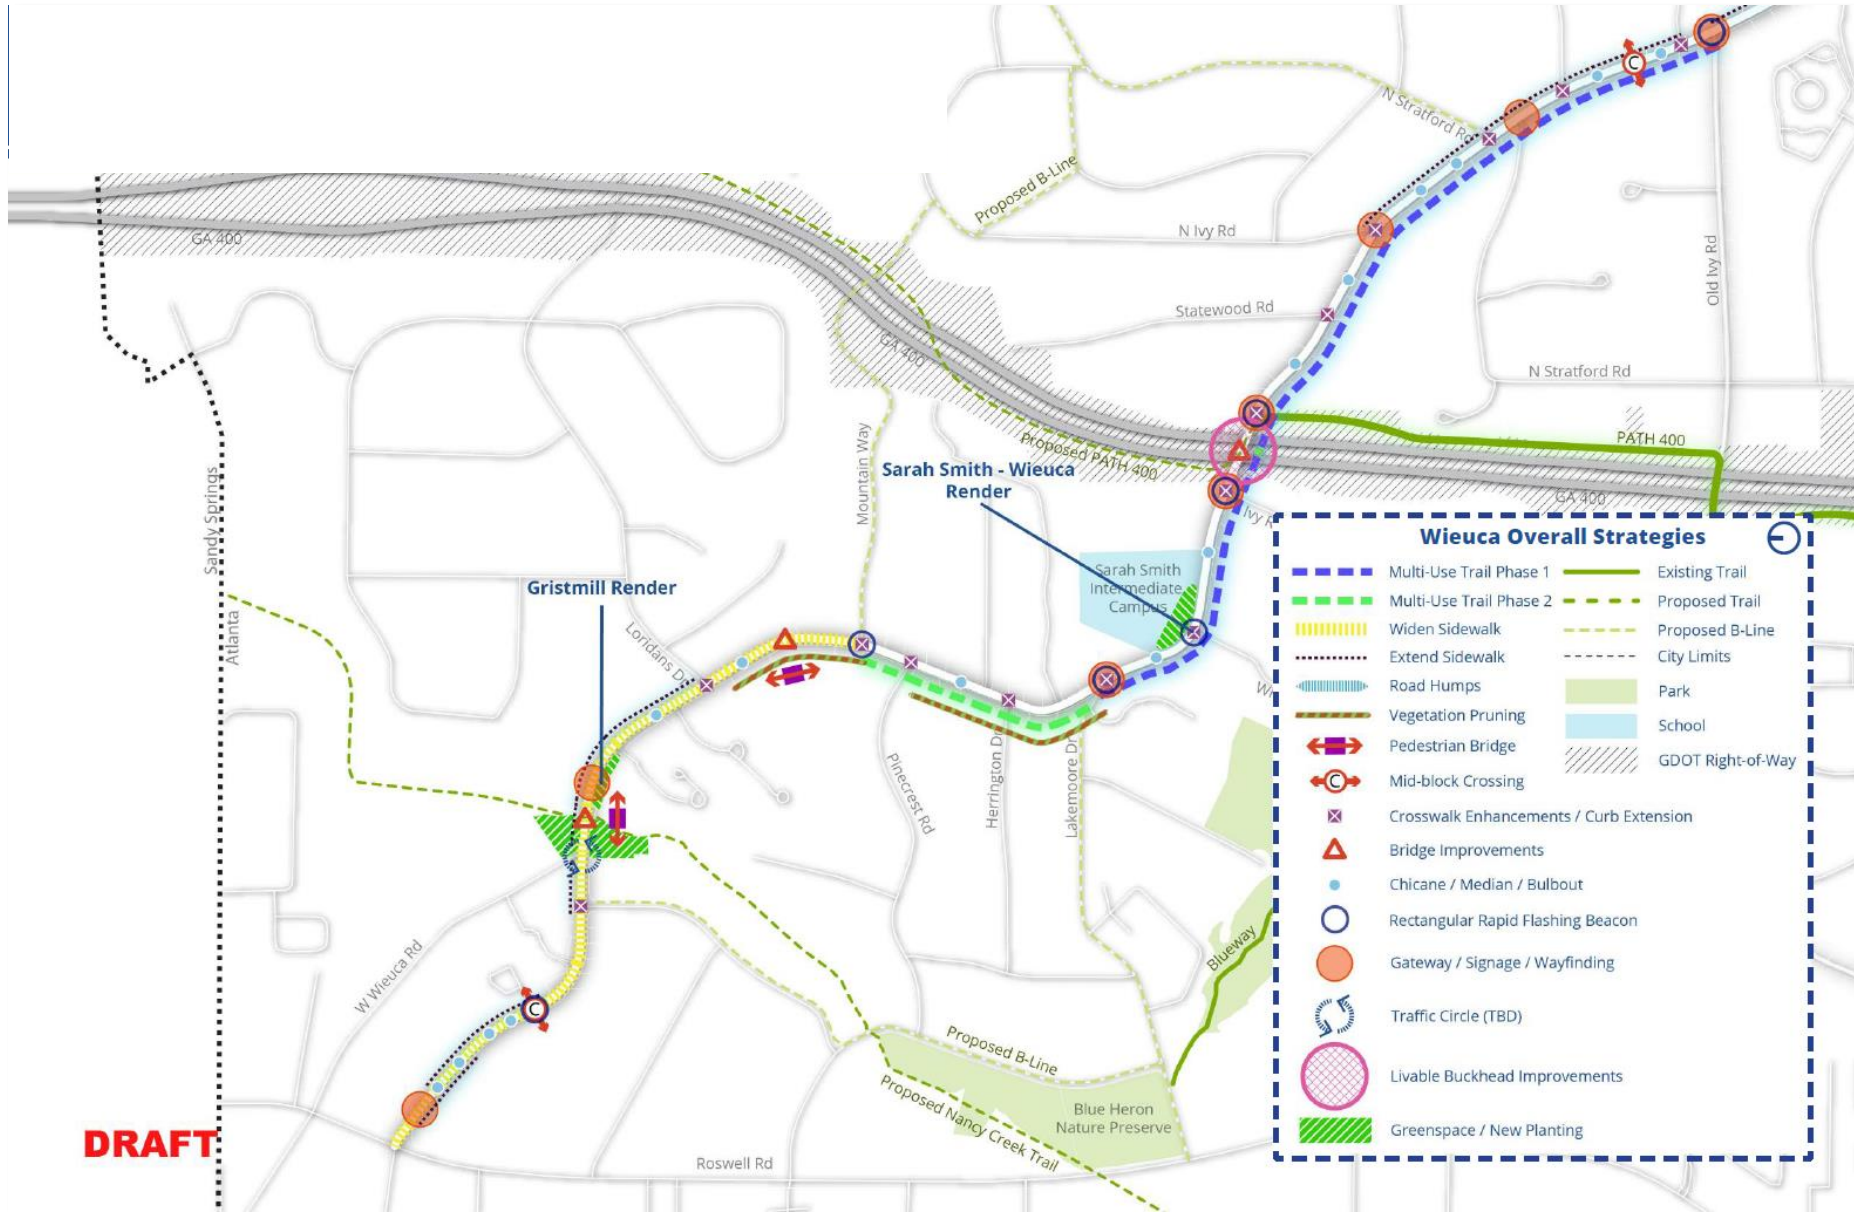 N Stratford Rd
Proposed B-Line
N Ivy Rd
GA 400
Old Ivy Rd
Statewood Rd
GA 400
N Stratford Rd
PATH 400
Proposed PATH 400
Mountain Way
Sarah Smith - Wieuca
Render
GA 400
Ivy
Sandy Springs
Atlanta
Gristmill Render
Sarah Smith
Intermediate
Campus
Loridans
Pinecrest Rd
Herrington Dr
Lakemore Dr
Blueway
W Wieuca Rd
C
C
Proposed B-Line
Proposed Nancy Creek Trail
Blue Heron
Nature Preserve
Roswell Rd
DRAFT
Wieuca Overall Strategies
Multi-Use Trail Phase 1
Multi-Use Trail Phase 2
Widen Sidewalk
Extend Sidewalk
Road Humps
Vegetation Pruning
Pedestrian Bridge
C Mid-block Crossing
Crosswalk Enhancements / Curb Extension
Bridge Improvements
Chicane / Median / Bulbout
Rectangular Rapid Flashing Beacon
Gateway / Signage / Wayfinding
Traffic Circle (TBD)
Livable Buckhead Improvements
Greenspace / New Planting
Existing Trail
Proposed Trail
Proposed B-Line
City Limits
Park
School
GDOT Right-of-Way